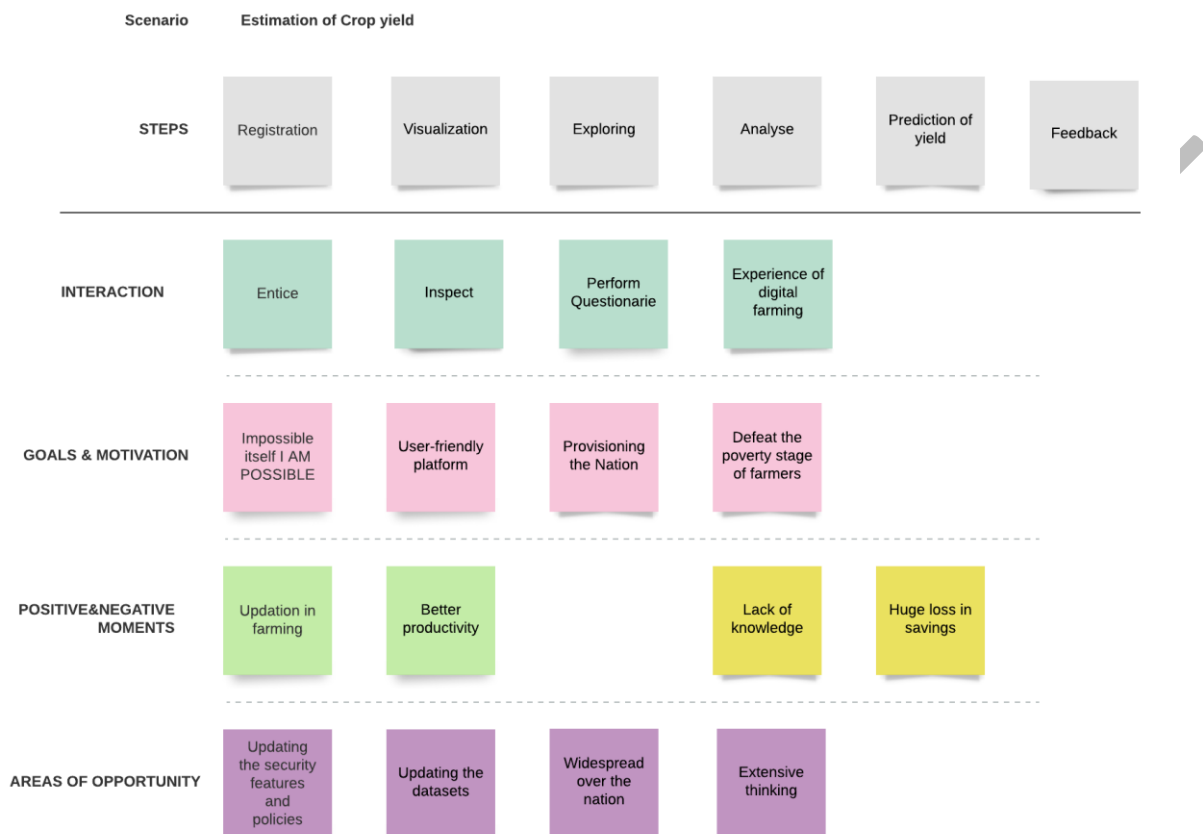 Scenario Estimation of Crop yield
STEPS
Registration
Visualization
Exploring
Analyse
Prediction of
yield
Feedback
INTERACTION
Entice
Inspect
Perform
Questionarie
Experience of
digital
farming
GOALS & MOTIVATION
Impossible
itself I AM
POSSIBLE
User-friendly
platform
Provisioning
the Nation
Defeat the
poverty stage
of farmers
POSITIVE&NEGATIVE
MOMENTS
Updation in
farming
Better
productivity
Lack of
knowledge
Huge loss in
savings
AREAS OF OPPORTUNITY
Updating
the security
features
and
policies
Updating the
datasets
Widespread
over the
nation
Extensive
thinking